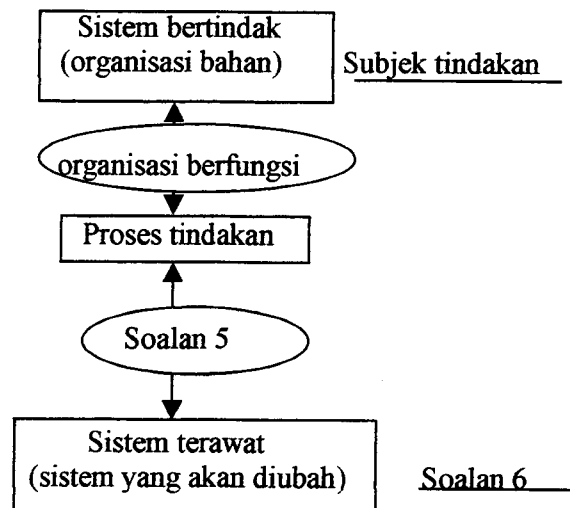 Sistem bertindak
(organisasi bahan)
Subjek tindakan
organisasi berfungsi
Proses tindakan
Soalan 5
Sistem terawat
(sistem yang akan diubah)
Soalan 6